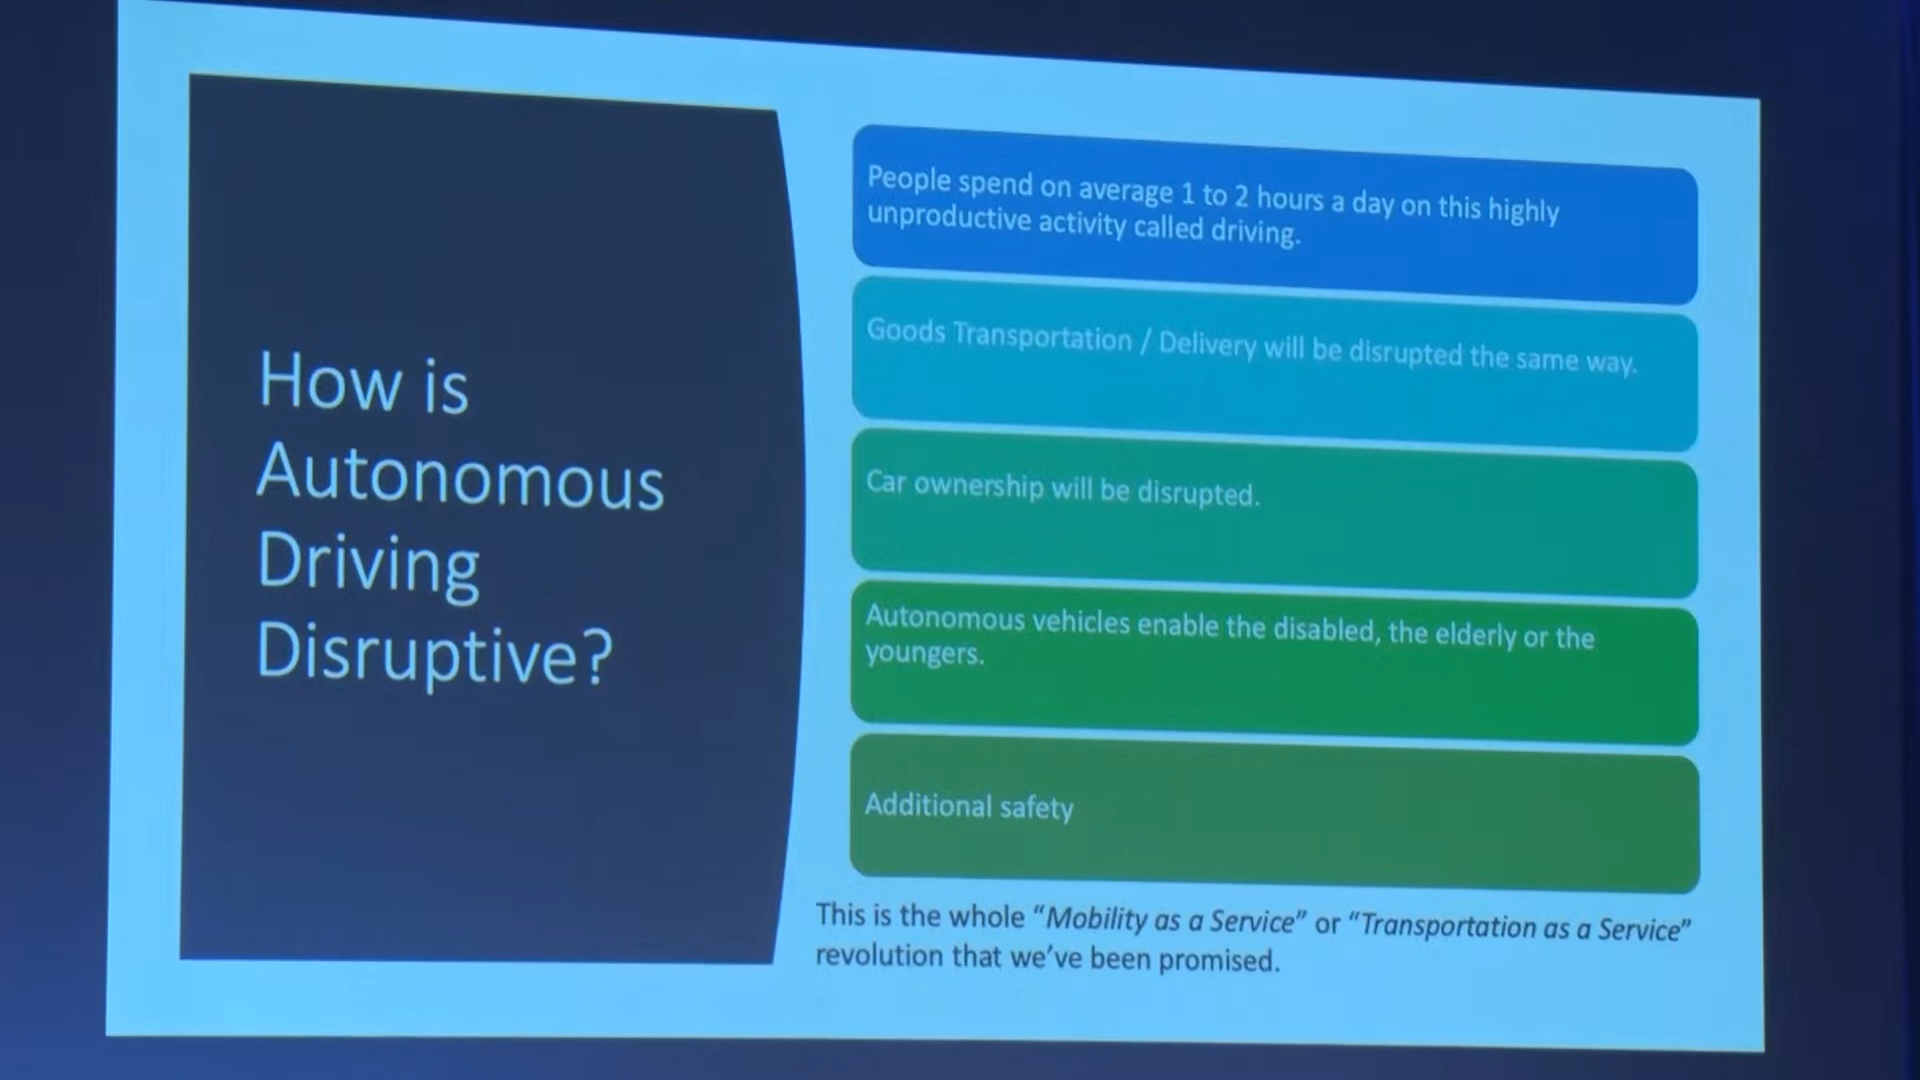 How is
Autonomous
Driving
Disruptive?
People spend on average 1 to 2 hours a day on this highly
unproductive activity called driving.
Goods Transportation / Delivery will be disrupted the same way.
Car ownership will be disrupted.
Autonomous vehicles enable the disabled, the elderly or the
youngers.
Additional safety
This is the whole “Mobility as a Service” or “Transportation as a Service”
revolution that we’ve been promised.